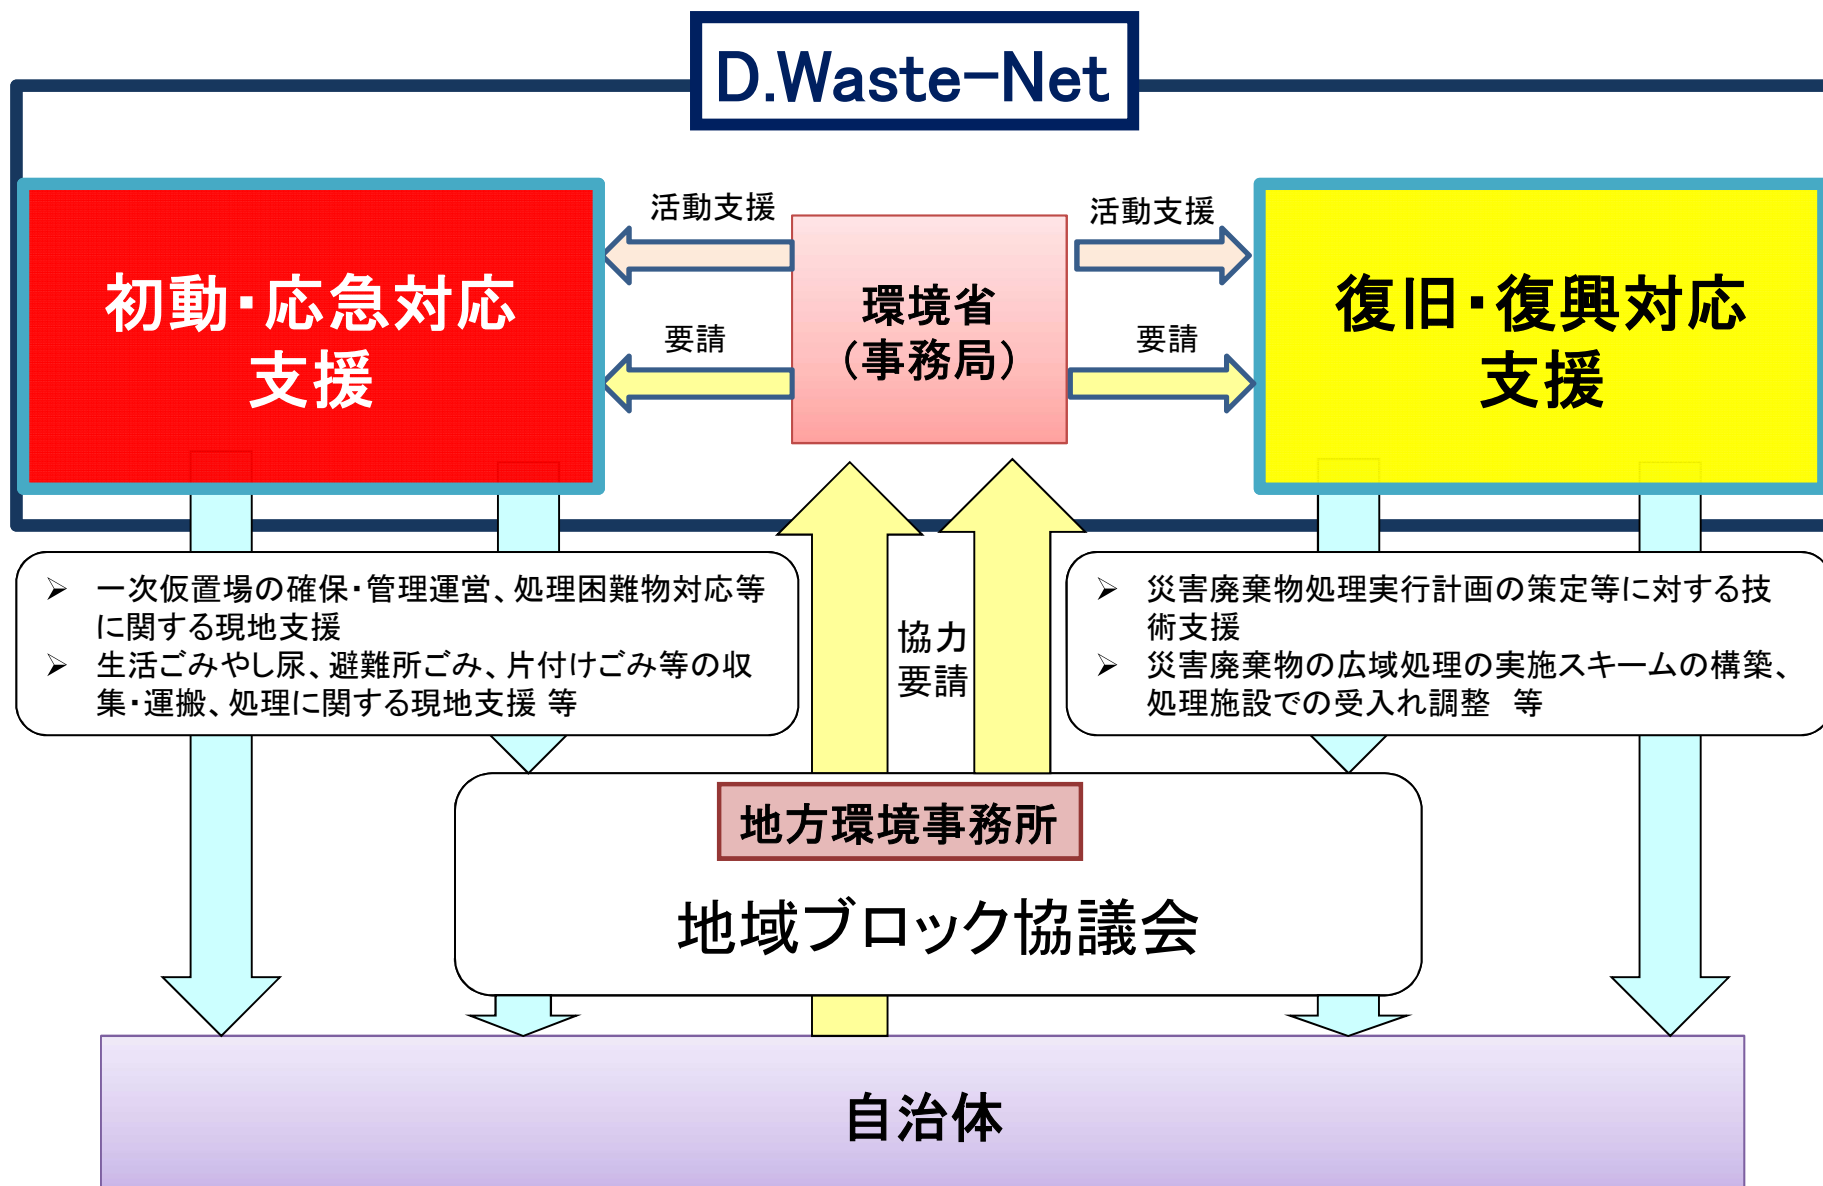 D.Waste-Net
活動支援
活動支援
初動・応急対応
支援
環境省
（事務局）
復旧・復興対応
支援
要請
要請
➢ 一次仮置場の確保・管理運営、処理困難物対応等
に関する現地支援
➢ 生活ごみやし尿、避難所ごみ、片付けごみ等の収
集・運搬、処理に関する現地支援 等
協力
要請
➢ 災害廃棄物処理実行計画の策定等に対する技
術支援
➢ 災害廃棄物の広域処理の実施スキームの構築、
処理施設での受入れ調整　等
地方環境事務所
地域ブロック協議会
自治体